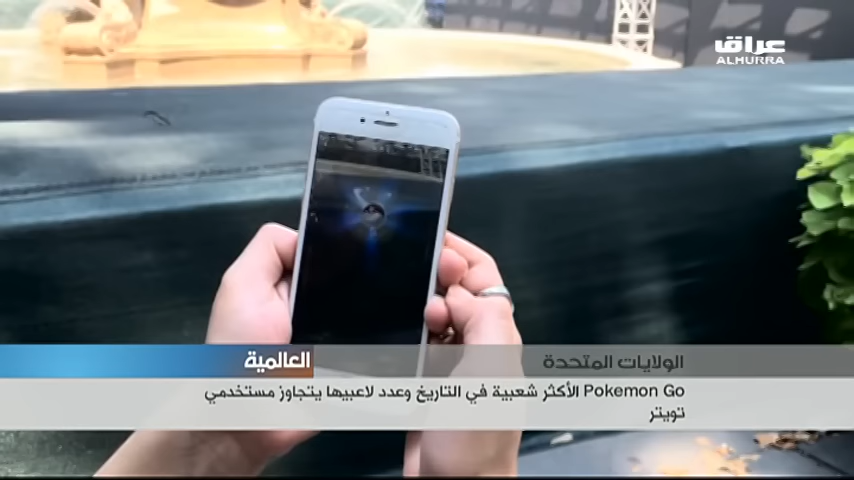 عراق
ALHURRA
الولايات المتحدة
العالمية
Pokemon Go الأكثر شعبية في التاريخ وعدد لاعبيها يتجاوز مستخدمي
تويتر